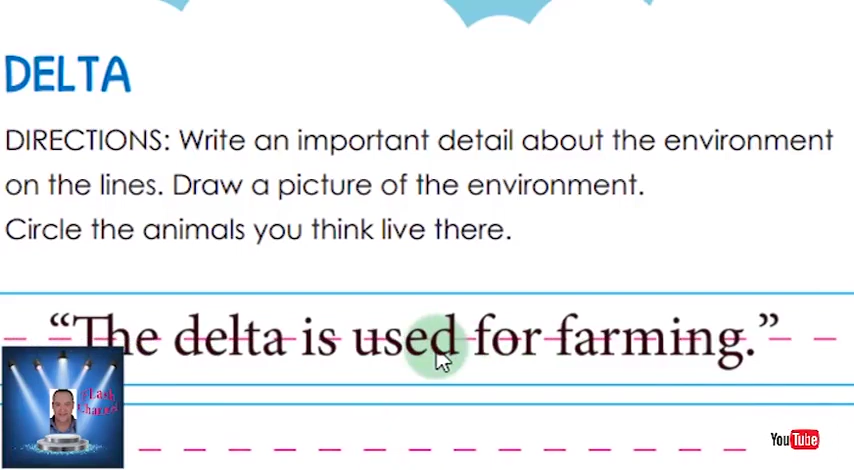 DELTA
DIRECTIONS: Write an important detail about the environment
on the lines. Draw a picture of the environment.
Circle the animals you think live there.
“The delta is used for farming.”
YouTube